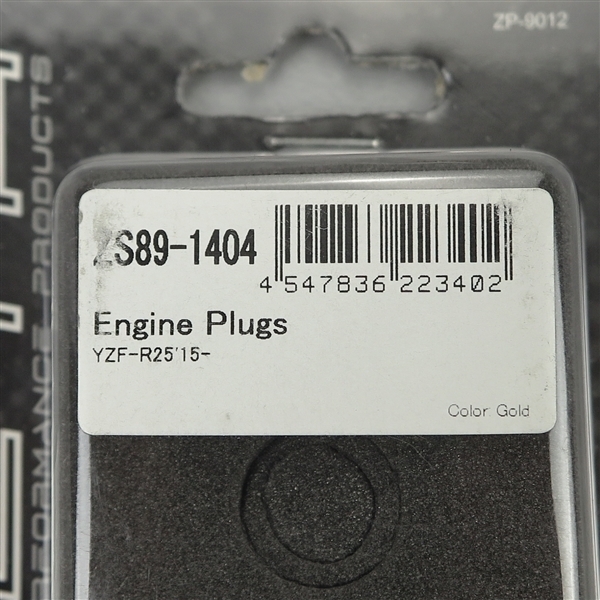 ZP-9012
ZS89-1404
4 547836 223402
Engine Plugs
YZF-R25'15-
Color Gold
PERFORMANCE PRODUCTS